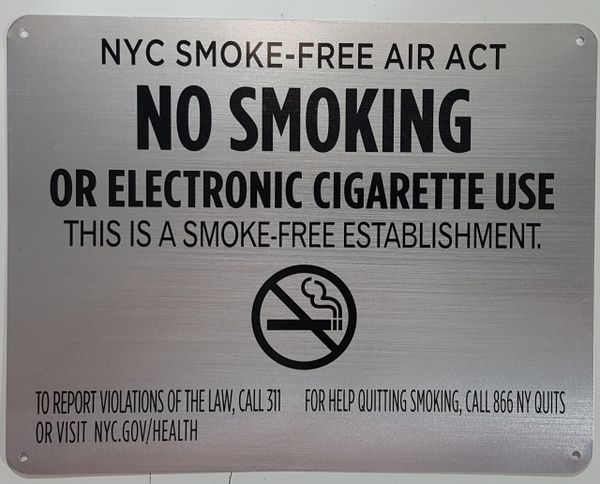 NYC SMOKE-FREE AIR ACT
NO SMOKING
OR ELECTRONIC CIGARETTE USE
THIS IS A SMOKE-FREE ESTABLISHMENT.
TO REPORT VIOLATIONS OF THE LAW, CALL 311
OR VISIT NYC.GOV/HEALTH
FOR HELP QUITTING SMOKING, CALL 866 NY QUITS